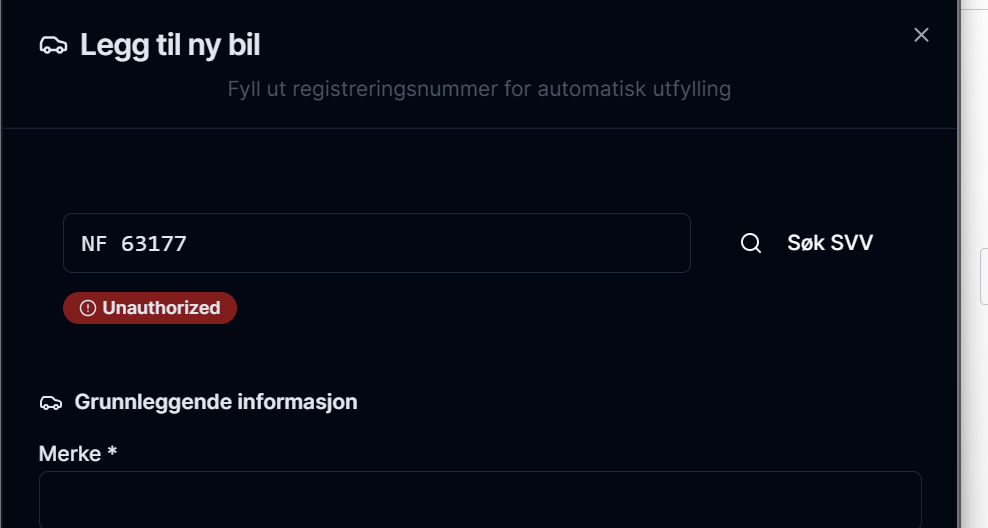 Legg til ny bil
Fyll ut registreringsnummer for automatisk utfylling
NF 63177
Søk SVV
Unauthorized
Grunnleggende informasjon
Merke *